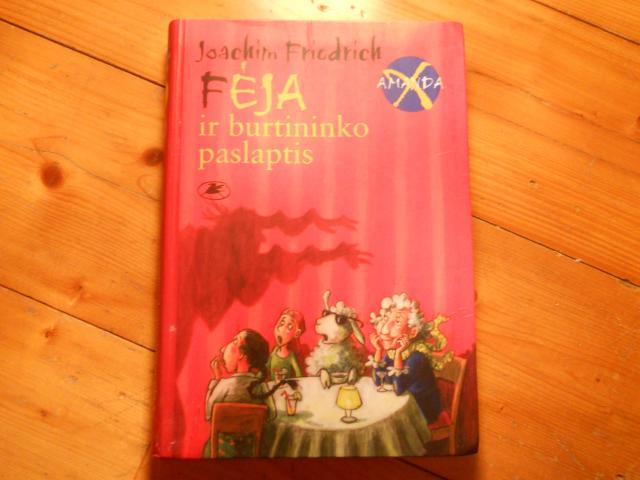 Joachim Friedrich
FĖJA
AMANDA
X
ir burtininko
paslaptis